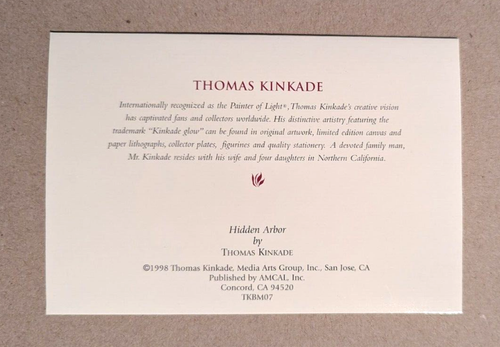 THOMAS KINKADE
Internationally recognized as the Painter of Light®, Thomas Kinkade's creative vision
has captivated fans and collectors worldwide. His distinctive artistry featuring the
trademark "Kinkade glow" can be found in original artwork, limited edition canvas and
paper lithographs, collector plates, figurines and quality stationery. A devoted family man,
Mr. Kinkade resides with his wife and four daughters in Northern California.
Hidden Arbor
by
THOMAS KINKADE
©1998 Thomas Kinkade, Media Arts Group, Inc., San Jose, CA
Published by AMCAL, Inc.
Concord, CA 94520
TKBM07